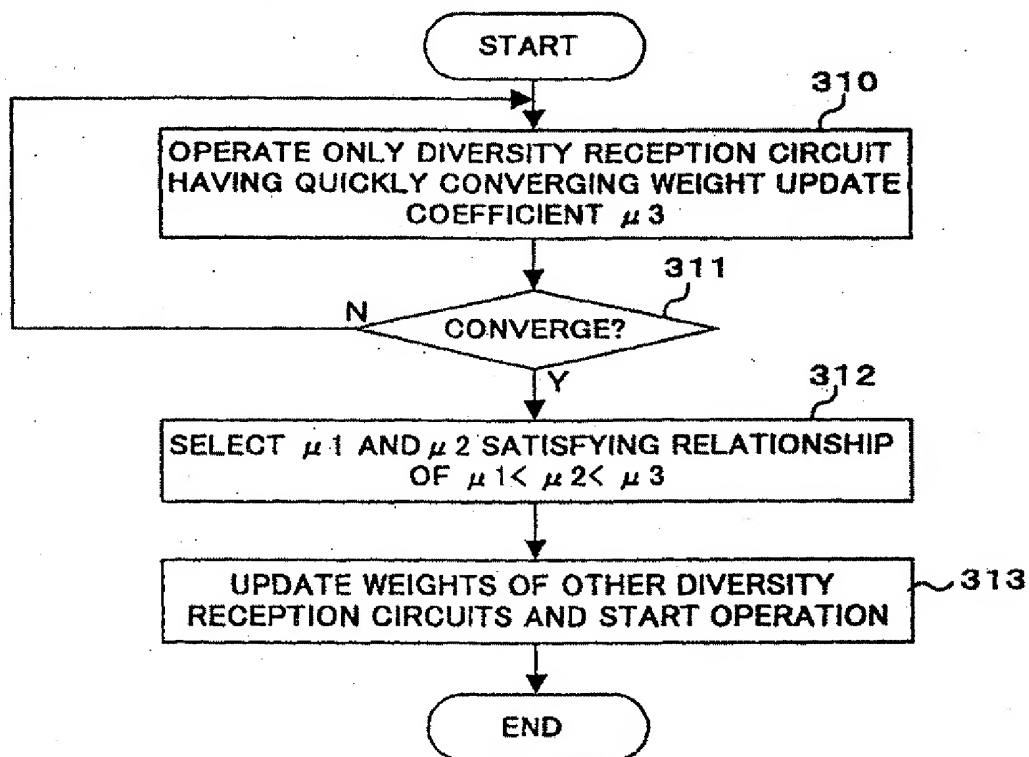 START
310
OPERATE ONLY DIVERSITY RECEPTION CIRCUIT
HAVING QUICKLY CONVERGING WEIGHT UPDATE
COEFFICIENT μ3
311
N
CONVERGE?
Y
312
SELECT μ1 AND μ2 SATISFYING RELATIONSHIP
OF μ1< μ2< μ3
UPDATE WEIGHTS OF OTHER DIVERSITY
RECEPTION CIRCUITS AND START OPERATION
313
END